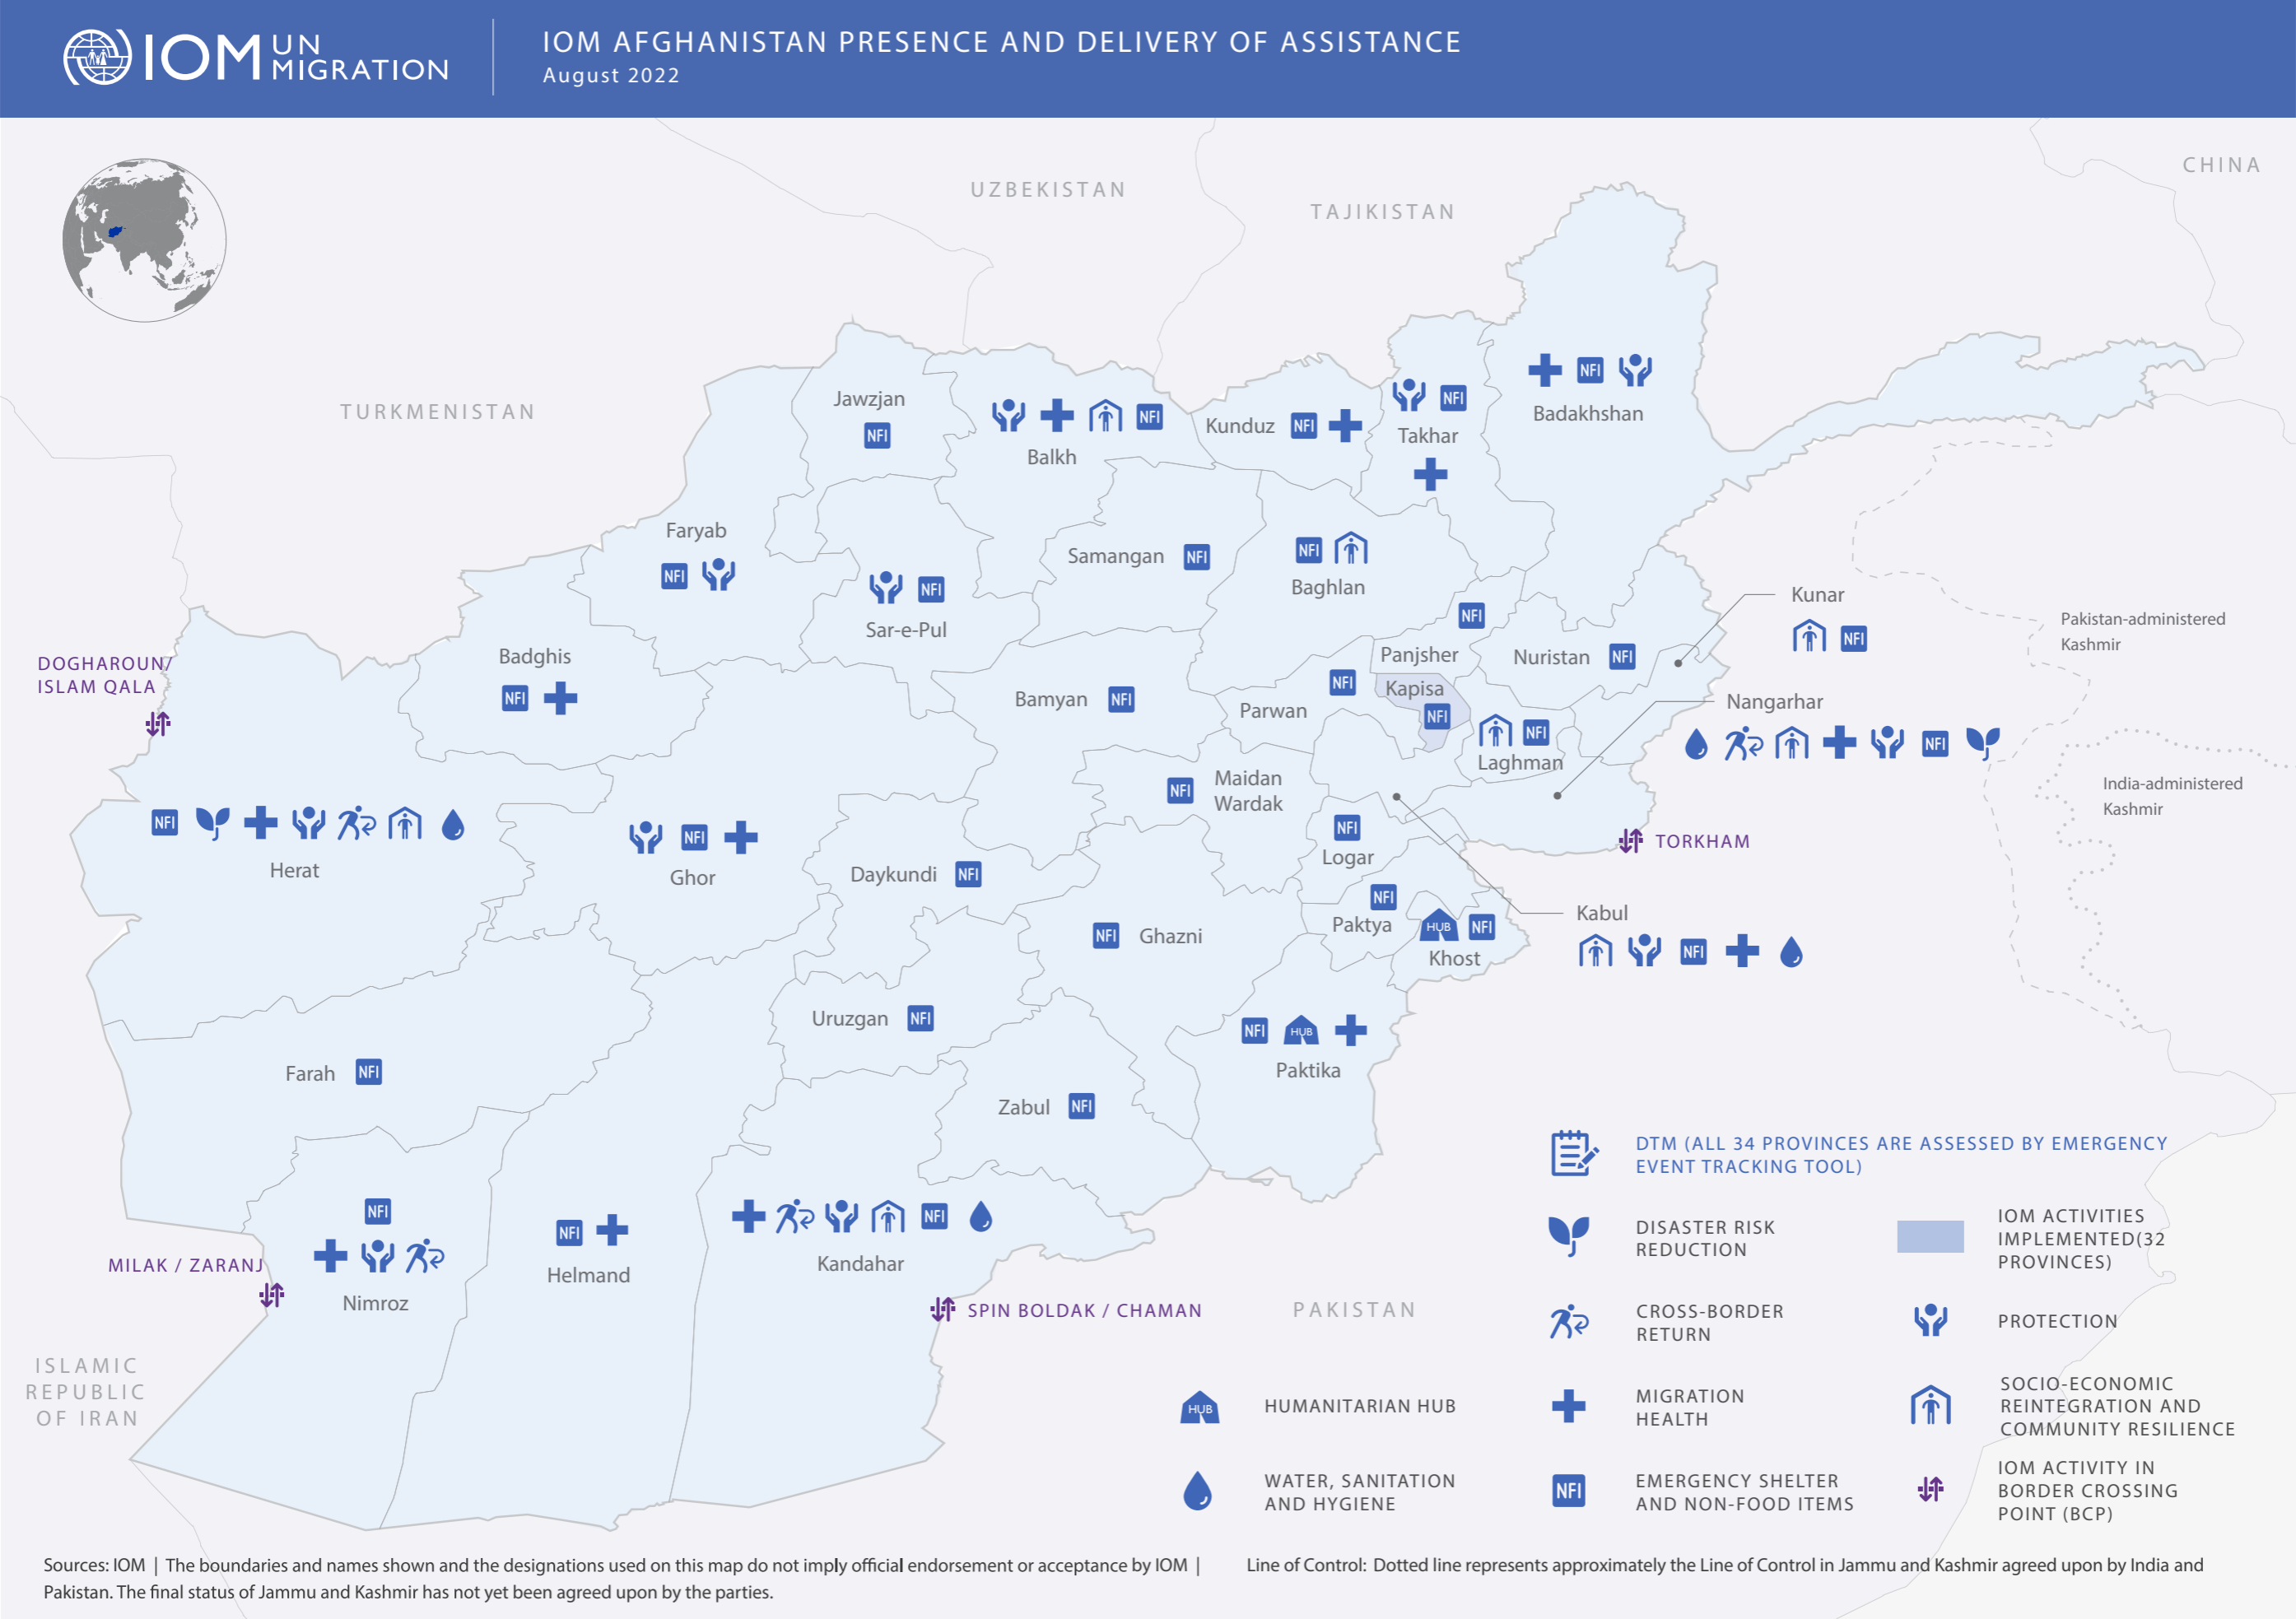 IOM UN MIGRATION
IOM AFGHANISTAN PRESENCE AND DELIVERY OF ASSISTANCE
August 2022
CHINA
UZBEKISTAN
TAJIKISTAN
TURKMENISTAN
Jawzjan
NFI
NFI
Balkh
Kunduz NFI
NFI
Takhar
NFI
Badakhshan
Faryab
NFI
NFI
Sar-e-Pul
Samangan NFI
NFI
Baghlan
NFI
Panjsher
Nuristan NFI
Kunar
NFI
Pakistan-administered
Kashmir
DOGHAROUN/
ISLAM QALA
Badghis
NFI
Bamyan NFI
NFI
Parwan
Kapisa
NFI
NFI
Laghman
Nangarhar
NFI
India-administered
Kashmir
NFI
Herat
NFI
Ghor
NFI
Maidan
Wardak
NFI
Logar
TORKHAM
Daykundi NFI
NFI
Paktya
HUB NFI
Khost
Kabul
NFI
NFI Ghazni
Uruzgan NFI
NFI HUB
Paktika
Farah NFI
Zabul NFI
NFI
Nimroz
MILAK / ZARANJ
NFI
Helmand
NFI
Kandahar
SPIN BOLDAK / CHAMAN
PAKISTAN
ISLAMIC
REPUBLIC
OF IRAN
DTM (ALL 34 PROVINCES ARE ASSESSED BY EMERGENCY
EVENT TRACKING TOOL)
DISASTER RISK
REDUCTION
IOM ACTIVITIES
IMPLEMENTED(32
PROVINCES)
CROSS-BORDER
RETURN
PROTECTION
HUB
HUMANITARIAN HUB
MIGRATION
HEALTH
SOCIO-ECONOMIC
REINTEGRATION AND
COMMUNITY RESILIENCE
WATER, SANITATION
AND HYGIENE
NFI
EMERGENCY SHELTER
AND NON-FOOD ITEMS
IOM ACTIVITY IN
BORDER CROSSING
POINT (BCP)
Sources: IOM | The boundaries and names shown and the designations used on this map do not imply official endorsement or acceptance by IOM | Line of Control: Dotted line represents approximately the Line of Control in Jammu and Kashmir agreed upon by India and
Pakistan. The final status of Jammu and Kashmir has not yet been agreed upon by the parties.